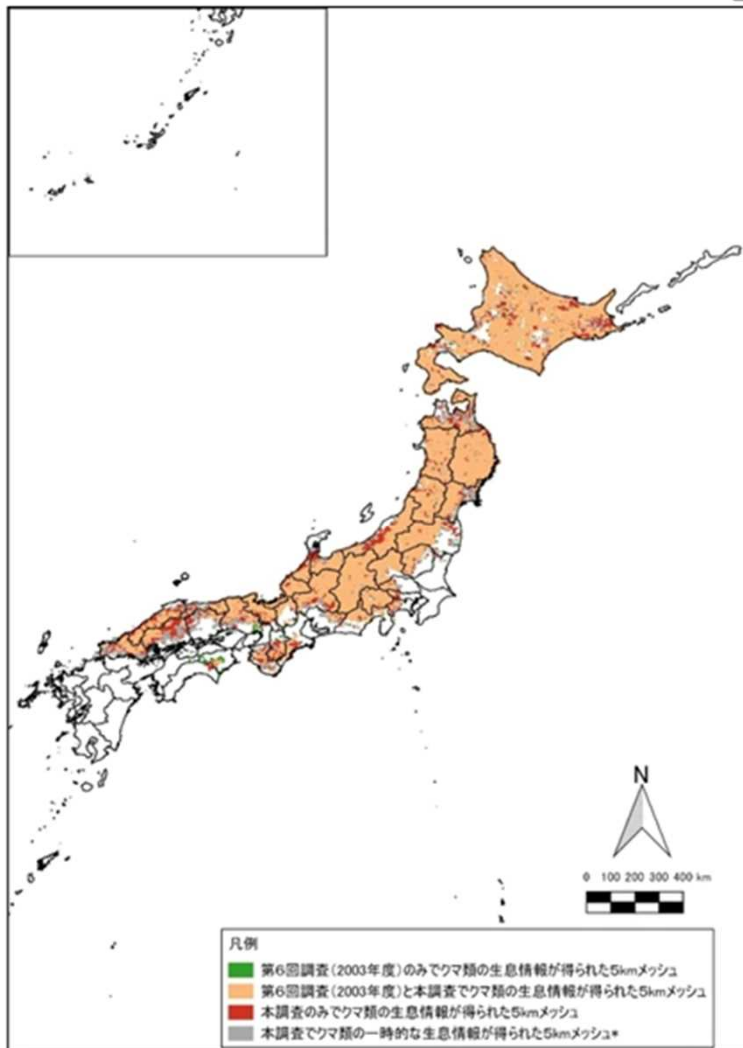 N
0 100 200 300 400 km
凡例
第6回調査(2003年度)のみでクマ類の生息情報が得られた5kmメッシュ
第6回調査(2003年度)と本調査でクマ類の生息情報が得られた5kmメッシュ
本調査のみでクマ類の生息情報が得られた5kmメッシュ
本調査でクマ類の一時的な生息情報が得られた5kmメッシュ*